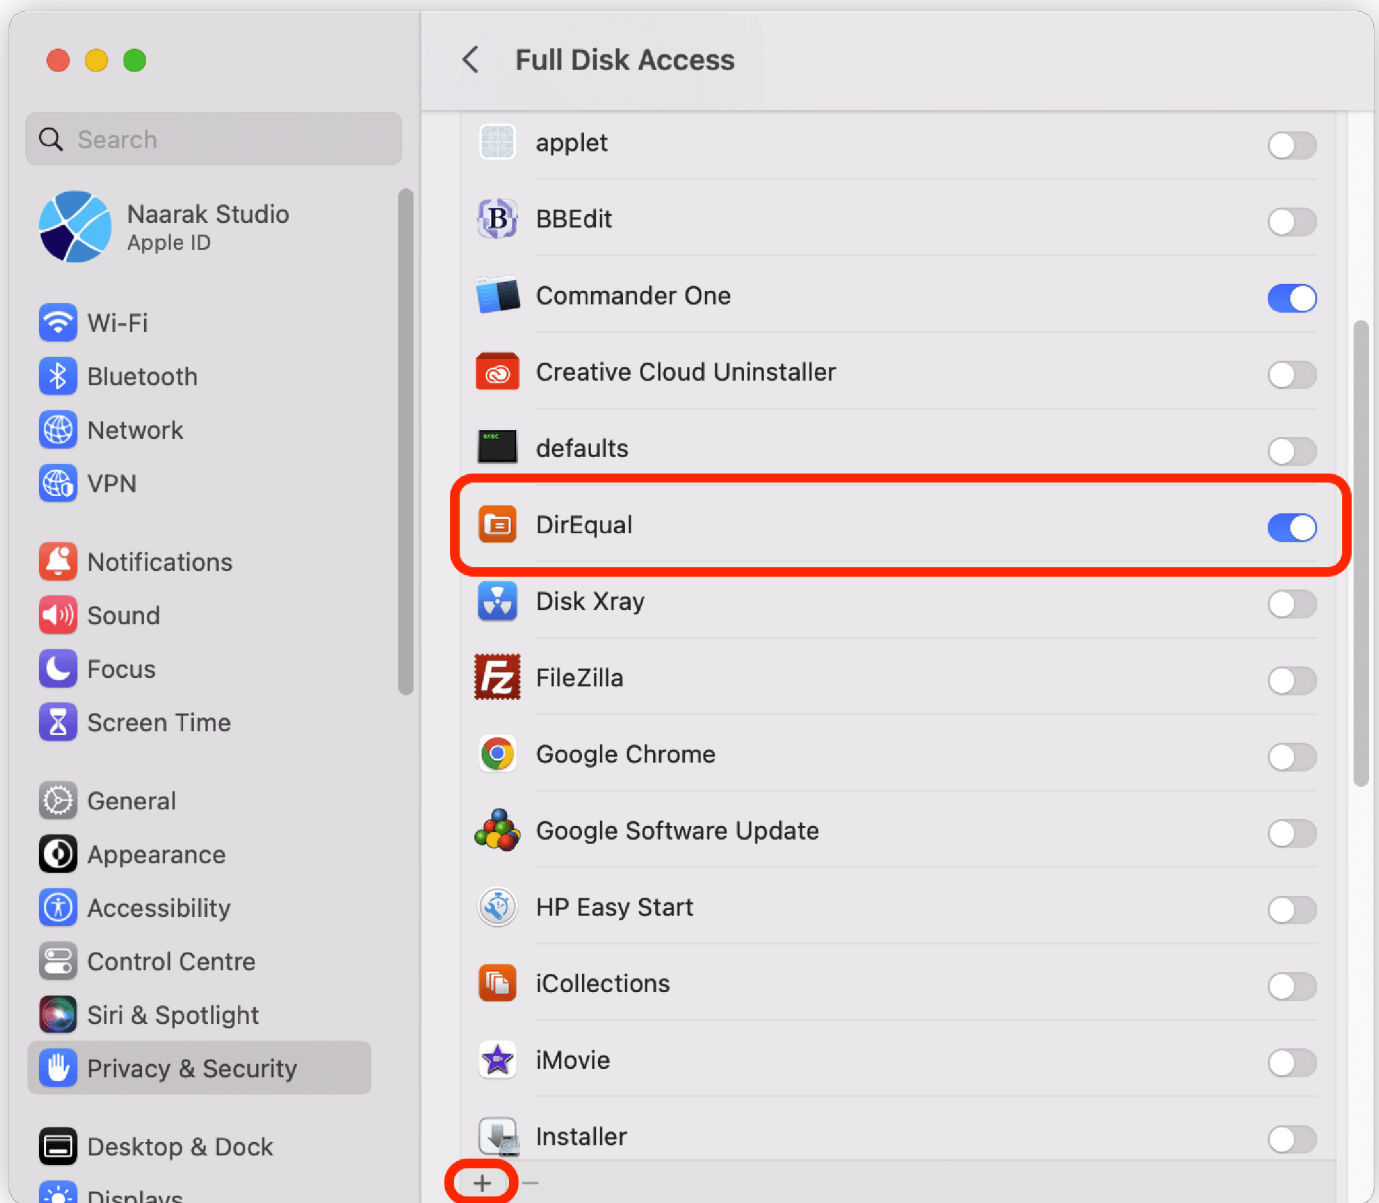 Full Disk Access
Search
Naarak Studio
Apple ID
Wi-Fi
Bluetooth
Network
VPN
Notifications
Sound
Focus
Screen Time
General
Appearance
Accessibility
Control Centre
Siri & Spotlight
Privacy & Security
Desktop & Dock
Displays
applet
BBEdit
Commander One
Creative Cloud Uninstaller
defaults
DirEqual
Disk Xray
FileZilla
Google Chrome
Google Software Update
HP Easy Start
iCollections
iMovie
Installer